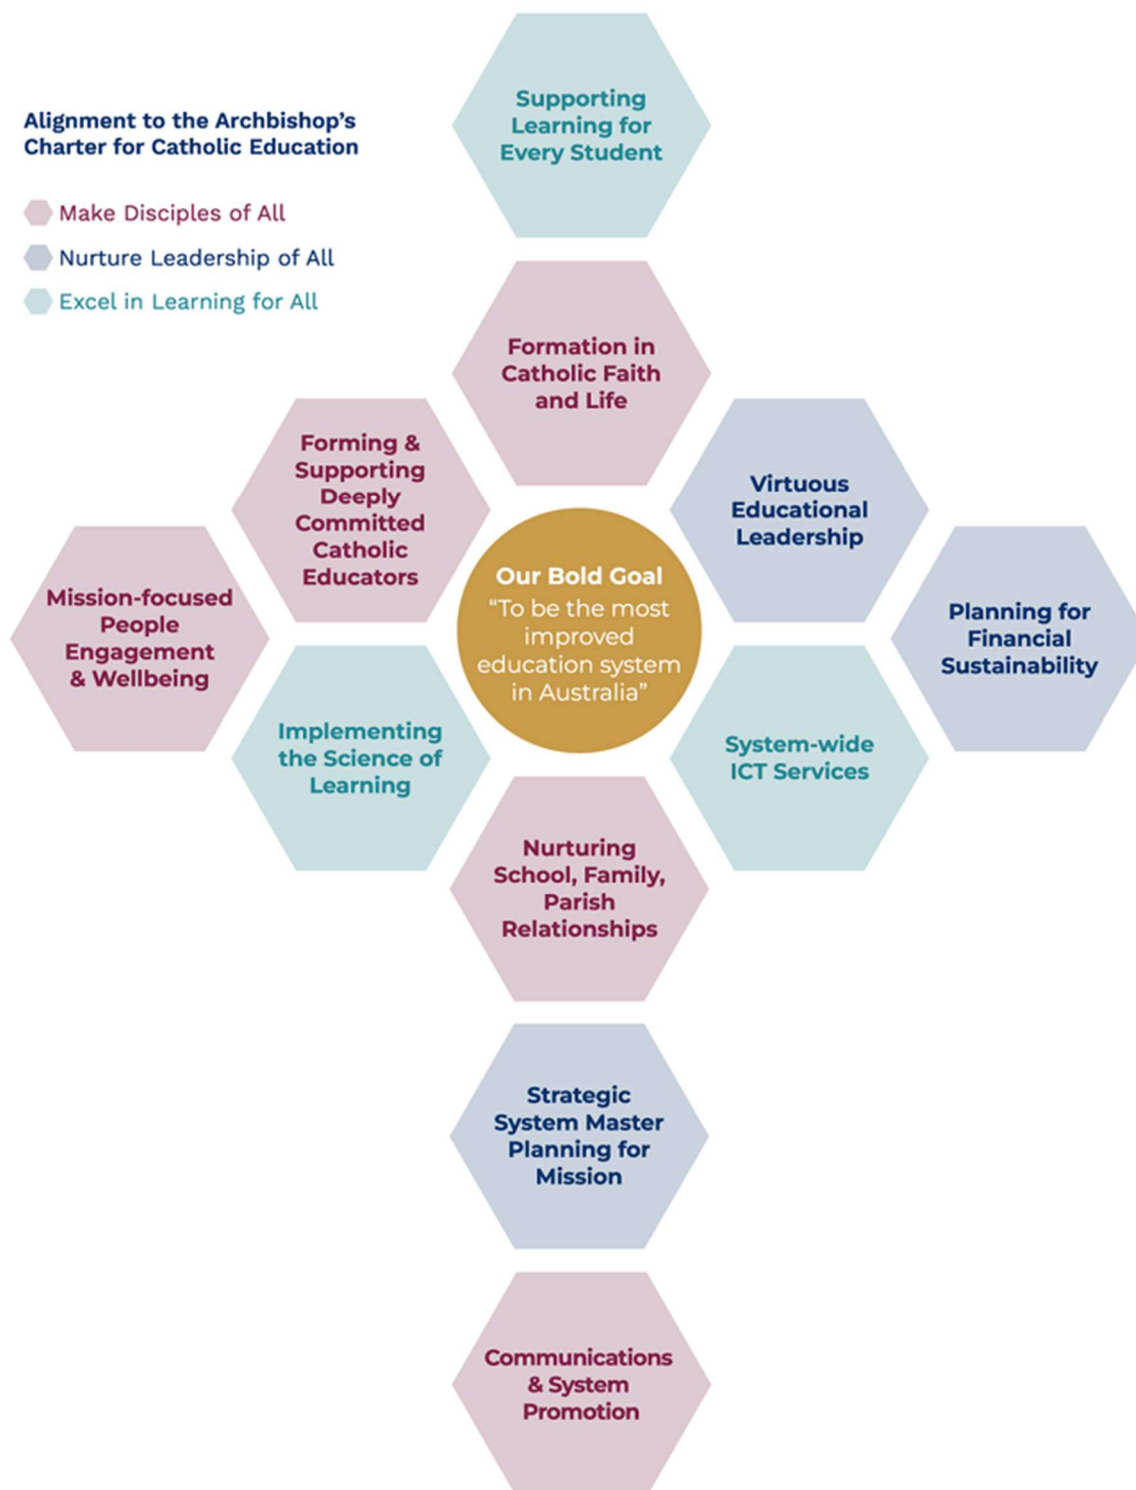 Alignment to the Archbishop's
Charter for Catholic Education
Make Disciples of All
Nurture Leadership of All
Excel in Learning for All
Supporting
Learning for
Every Student
Formation in
Catholic Faith
and Life
Forming &
Supporting
Deeply
Committed
Catholic
Educators
Virtuous
Educational
Leadership
Mission-focused
People
Engagement
& Wellbeing
Our Bold Goal
“To be the most
improved
education system
in Australia”
Planning for
Financial
Sustainability
Implementing
the Science of
Learning
System-wide
ICT Services
Nurturing
School, Family,
Parish
Relationships
Strategic
System Master
Planning for
Mission
Communications
& System
Promotion